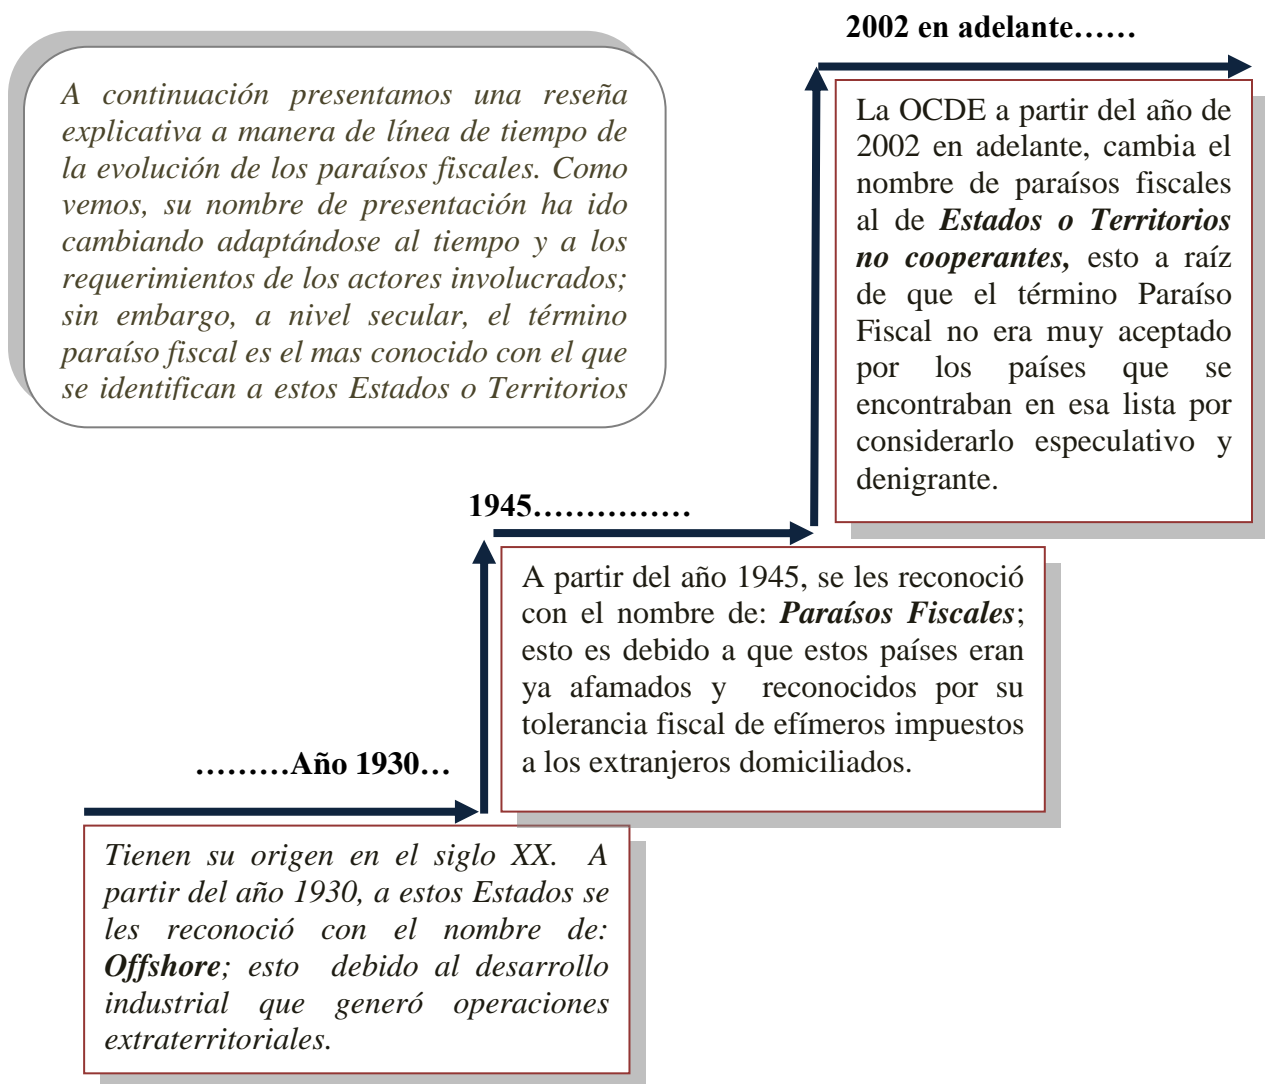 A continuación presentamos una reseña
explicativa a manera de línea de tiempo de
la evolución de los paraísos fiscales. Como
vemos, su nombre de presentación ha ido
cambiando adaptándose al tiempo y a los
requerimientos de los actores involucrados;
sin embargo, a nivel secular, el término
paraíso fiscal es el mas conocido con el que
se identifican a estos Estados o Territorios
2002 en adelante……
La OCDE a partir del año de
2002 en adelante, cambia el
nombre de paraísos fiscales
al de Estados o Territorios
no cooperantes, esto a raíz
de que el término Paraíso
Fiscal no era muy aceptado
por los países que se
encontraban en esa lista por
considerarlo especulativo y
denigrante.
1945……………
A partir del año 1945, se les reconoció
con el nombre de: Paraísos Fiscales;
esto es debido a que estos países eran
ya afamados y reconocidos por su
tolerancia fiscal de efímeros impuestos
a los extranjeros domiciliados.
………Año 1930…
Tienen su origen en el siglo XX. A
partir del año 1930, a estos Estados se
les reconoció con el nombre de:
Offshore; esto debido al desarrollo
industrial que generó operaciones
extraterritoriales.